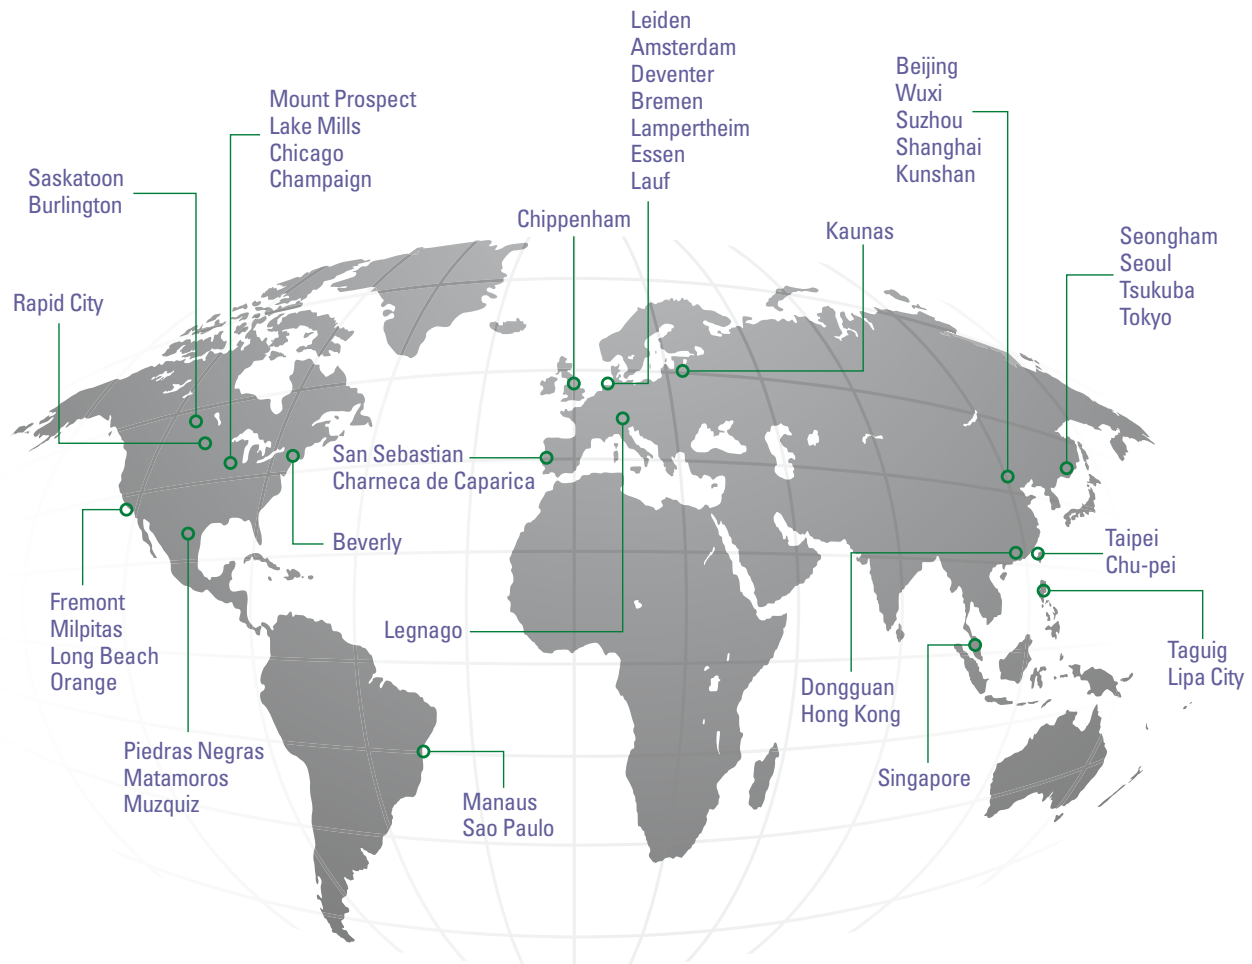 Leiden
Amsterdam
Deventer
Bremen
Lampertheim
Essen
Lauf
Beijing
Wuxi
Suzhou
Shanghai
Kunshan
Mount Prospect
Lake Mills
Chicago
Champaign
Saskatoon
Burlington
Chippenham
Kaunas
Seongham
Seoul
Tsukuba
Tokyo
Rapid City
San Sebastian
Charneca de Caparica
Beverly
Taipei
Chu-pei
Fremont
Milpitas
Long Beach
Orange
Legnago
Taguig
Lipa City
Dongguan
Hong Kong
Piedras Negras
Matamoros
Muzquiz
Singapore
Manaus
Sao Paulo